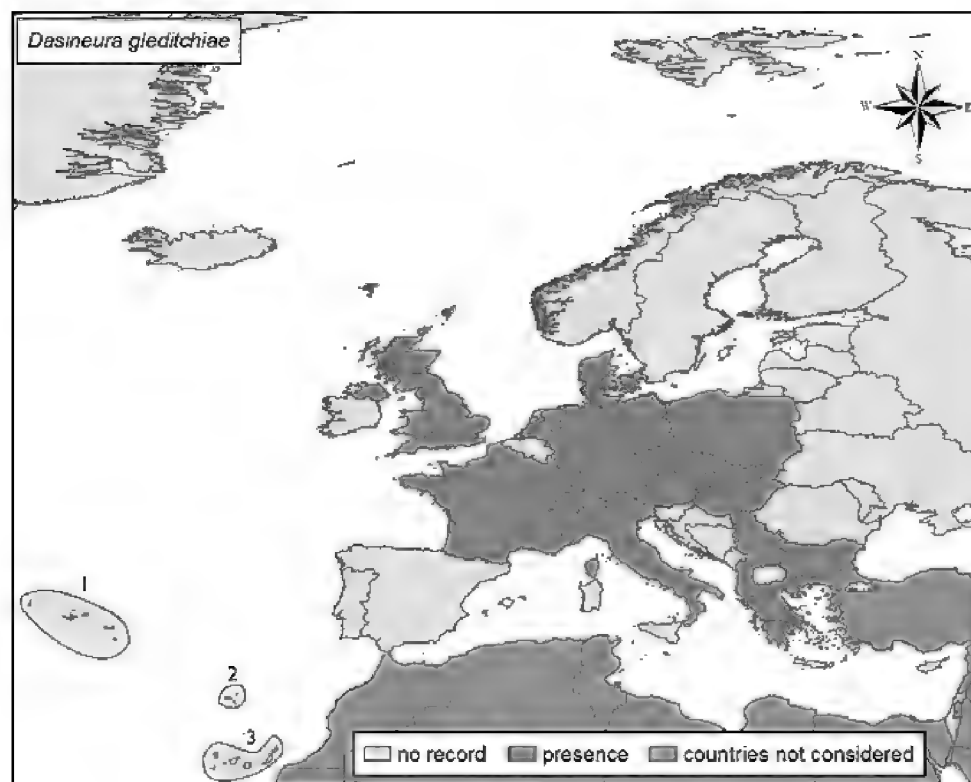 Dasineura gleditchiae
N
W E
S
1
2
3
no record presence countries not considered